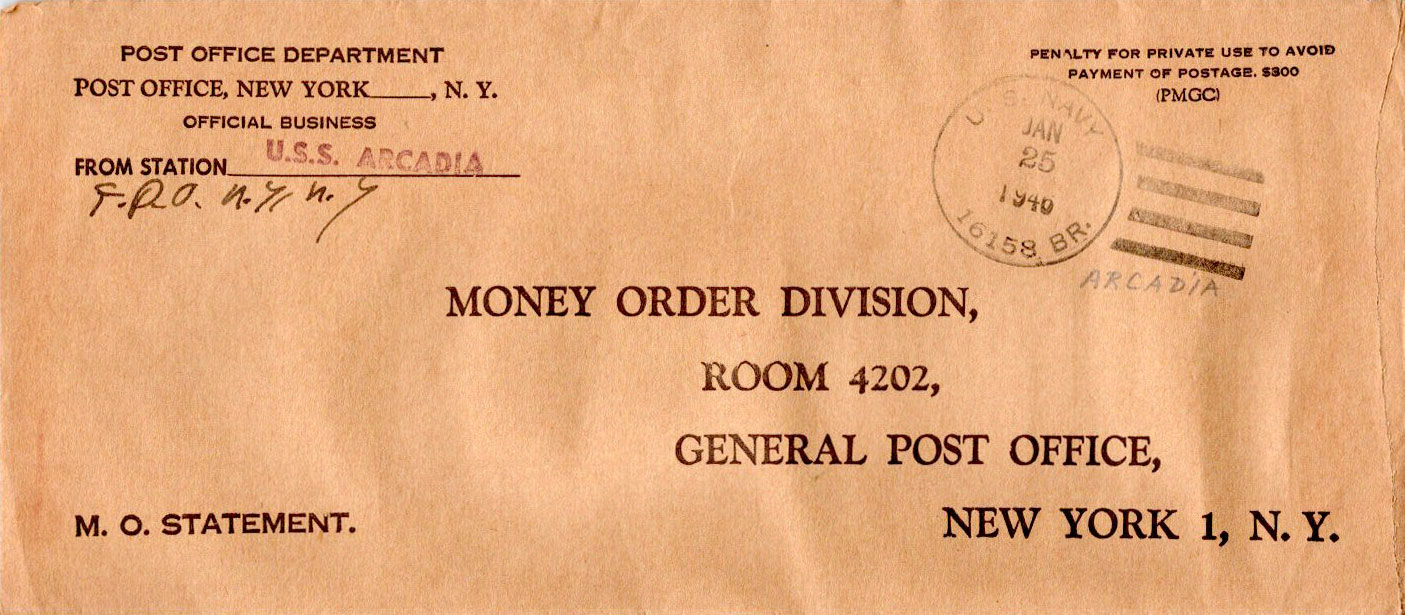 POST OFFICE DEPARTMENT
POST OFFICE, NEW YORK____, N. Y.
OFFICIAL BUSINESS
FROM STATION U.S.S. ARCADIA
F.P.O. N.Y, N.Y
PENALTY FOR PRIVATE USE TO AVOID
PAYMENT OF POSTAGE. $300
(PMGC)
U. S. NAVY
JAN
25
1949
16158 BR.
ARCADIA
MONEY ORDER DIVISION,
ROOM 4202,
GENERAL POST OFFICE,
NEW YORK 1, N. Y.
M. O. STATEMENT.